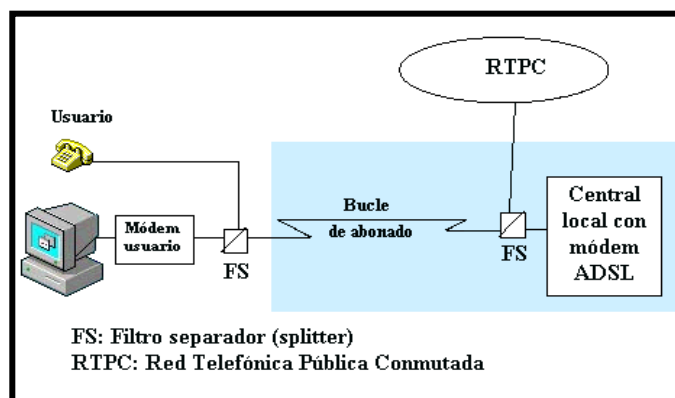 RTPC
Usuario
Módem
usuario
FS
Bucle
de abonado
FS
Central
local con
módem
ADSL
FS: Filtro separador (splitter)
RTPC: Red Telefónica Pública Conmutada